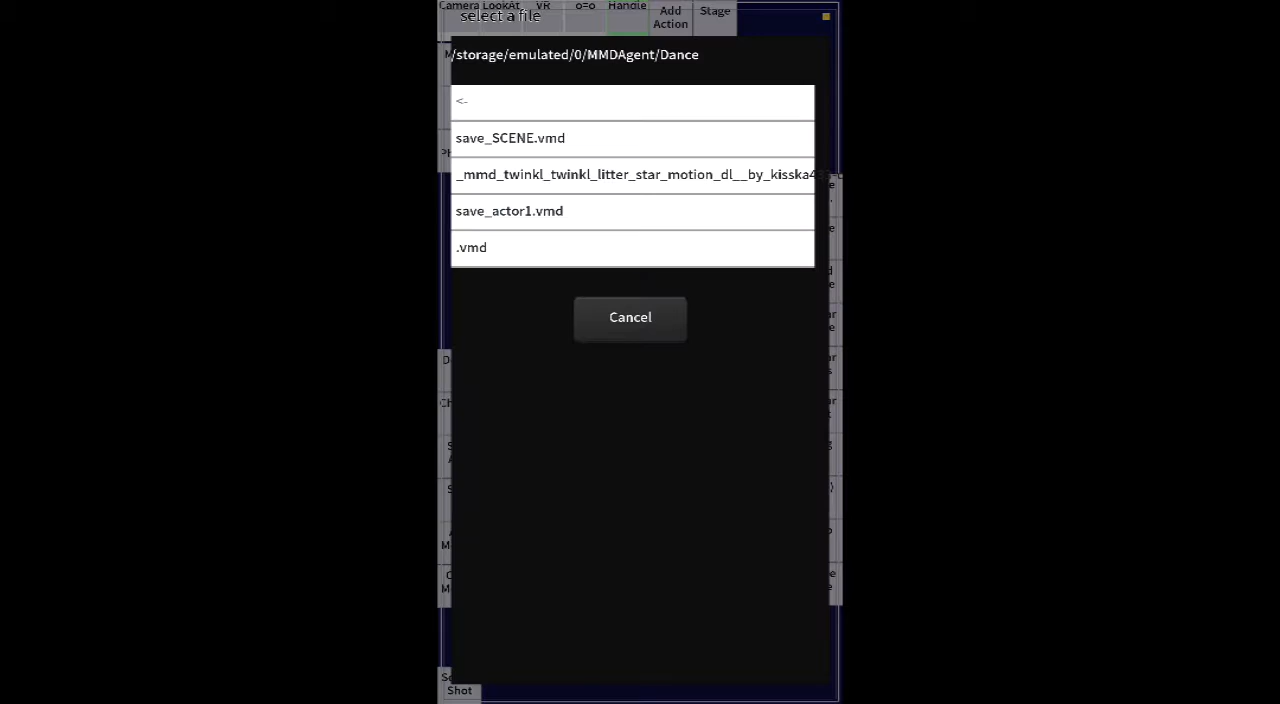 Camera LookAt VR o=o Handle Add Action Stage
select a file
/storage/emulated/0/MMDAgent/Dance
<-
save_SCENE.vmd
_mmd_twinkl_twinkl_litter_star_motion_dl__by_kisska4
save_actor1.vmd
.vmd
Cancel
Shot